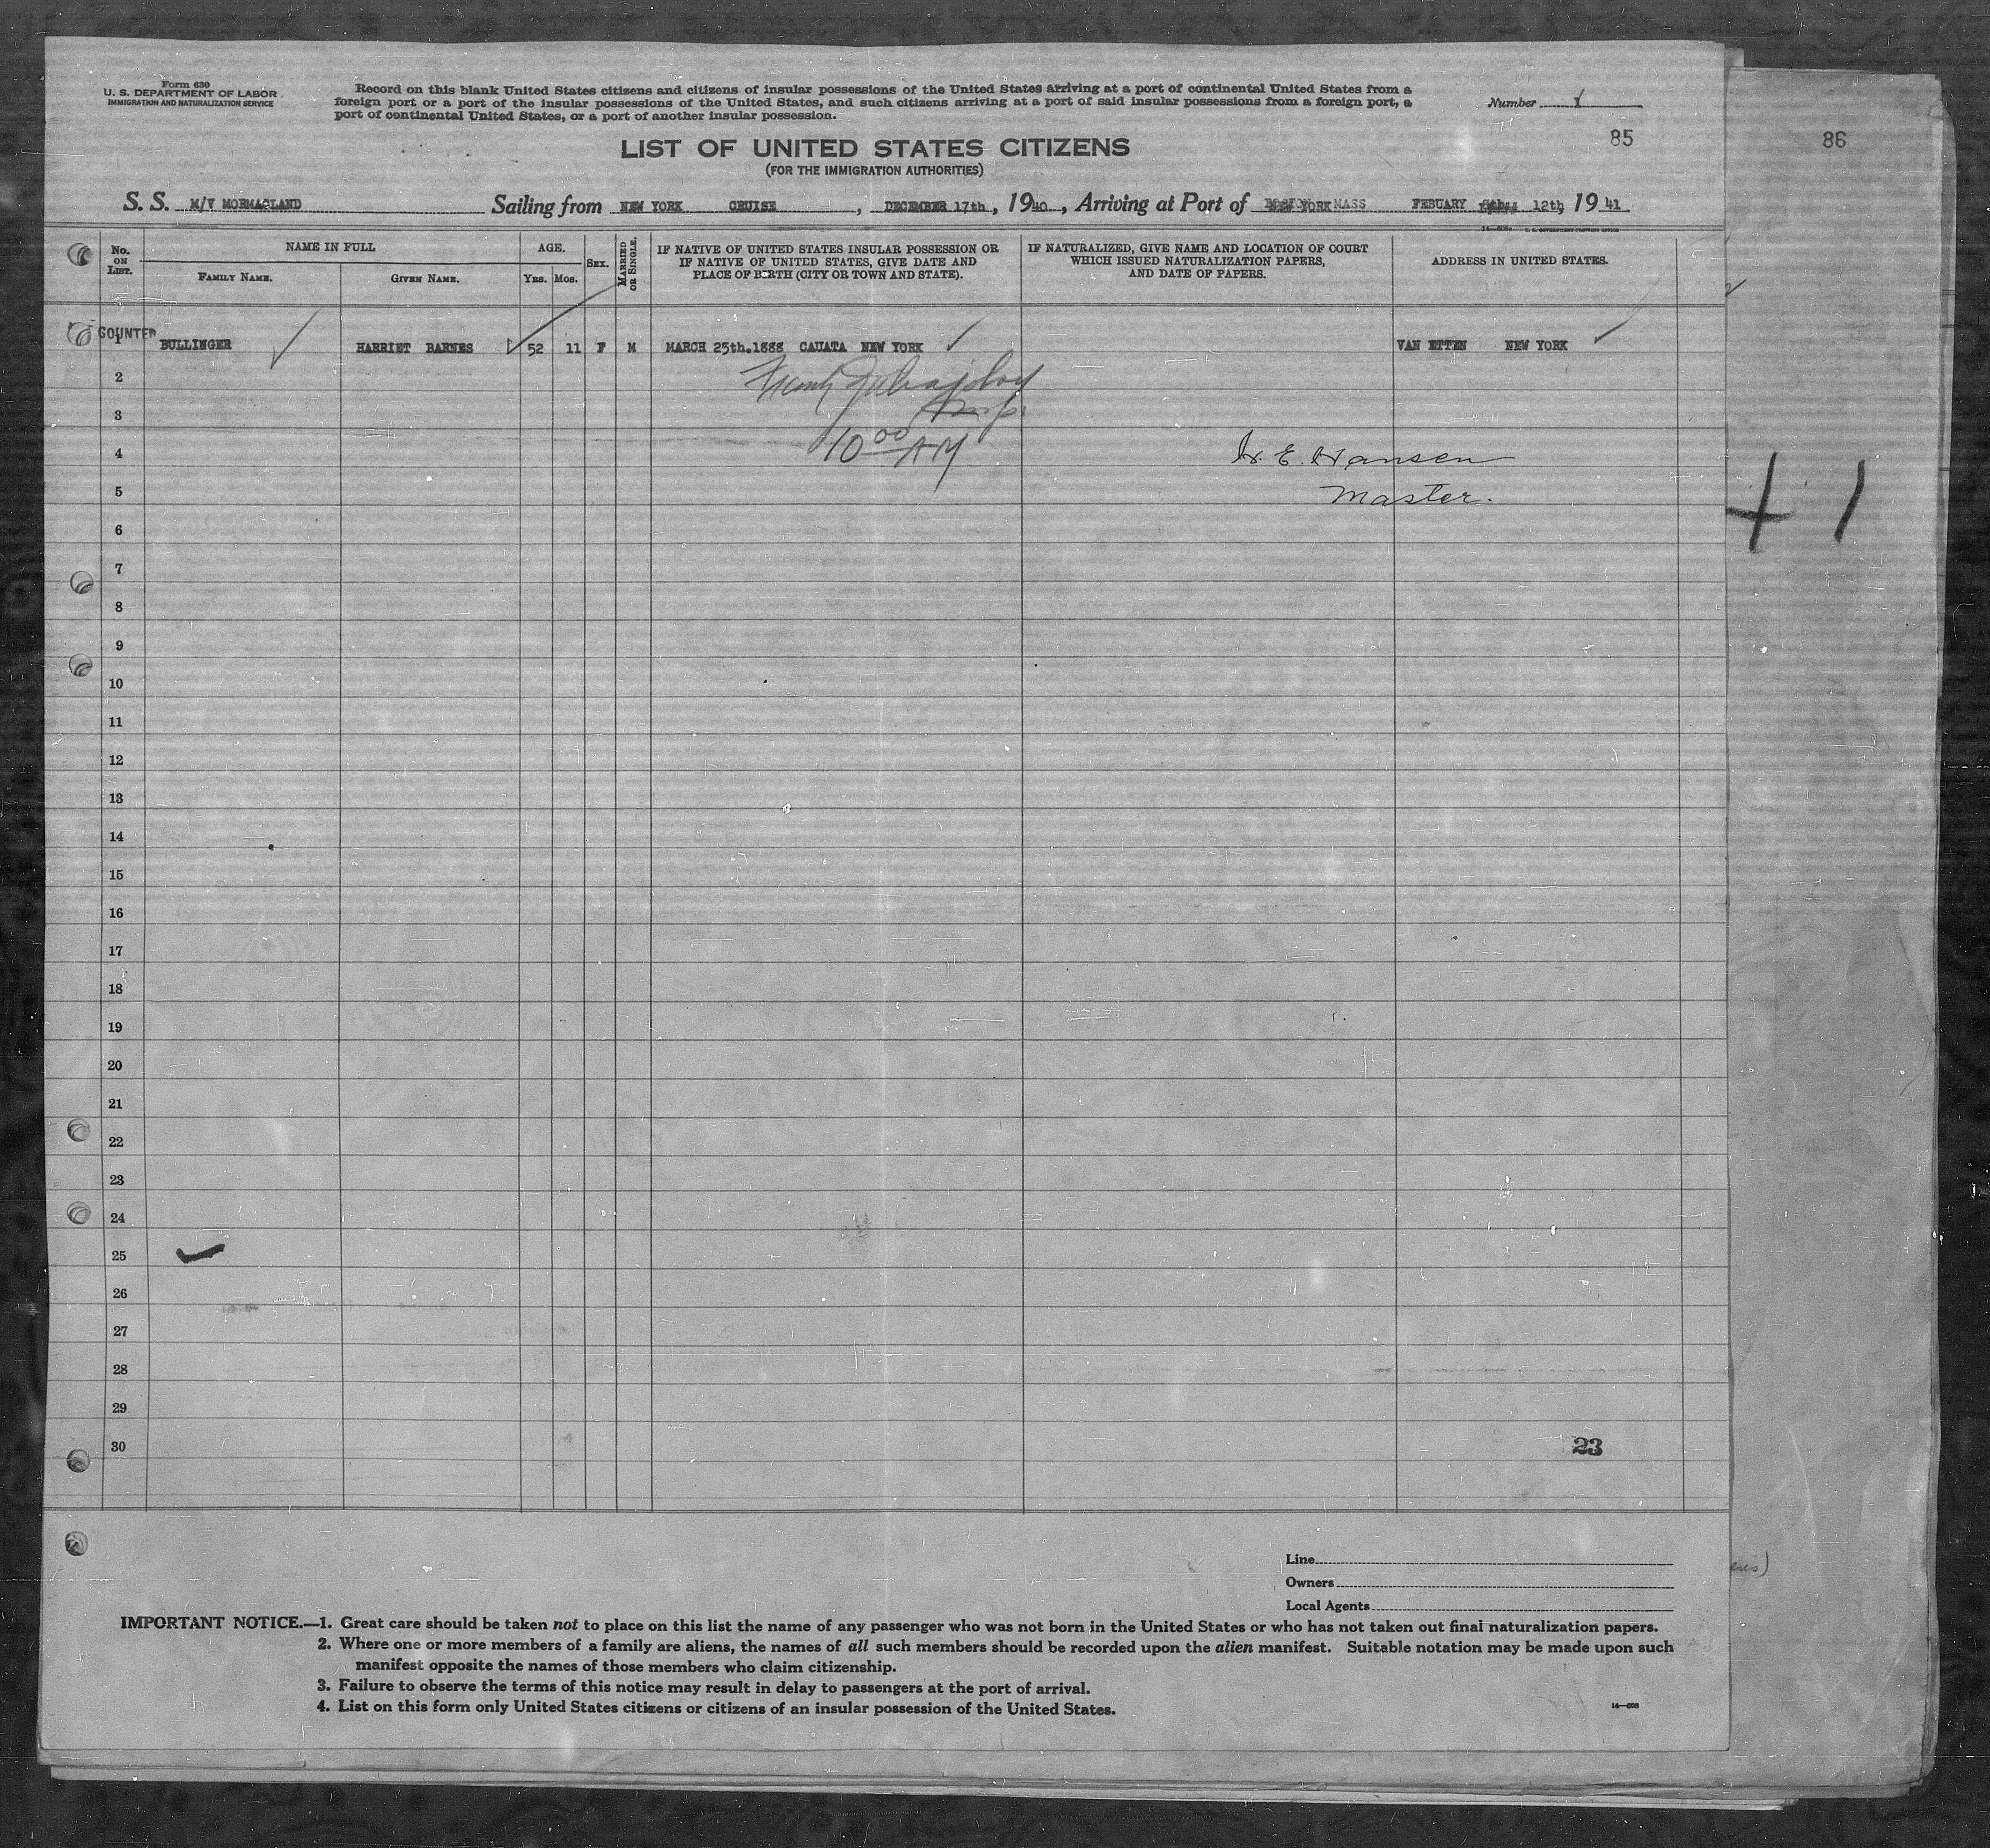 Form 630
U. S. DEPARTMENT OF LABOR
IMMIGRATION AND NATURALIZATION SERVICE
Record on this blank United States citizens and citizens of insular possessions of the United States arriving at a port of continental United States from a
foreign port or a port of the insular possessions of the United States, and such citizens arriving at a port of said insular possessions from a foreign port, a
port of continental United States, or a port of another insular possession.
Number 1
85
86
LIST OF UNITED STATES CITIZENS
(FOR THE IMMIGRATION AUTHORITIES)
S. S. M/V MORMACLAND Sailing from NEW YORK CRUISE, DECEMBER 17th, 1940, Arriving at Port of BOSTON MASS FEBUARY 12th, 1941
No. ON LIST.
NAME IN FULL
FAMILY NAME.
GIVEN NAME.
AGE.
Yrs. Mos.
SEX.
MARRIED OR SINGLE.
IF NATIVE OF UNITED STATES INSULAR POSSESSION OR
IF NATIVE OF UNITED STATES, GIVE DATE AND
PLACE OF BIRTH (CITY OR TOWN AND STATE).
IF NATURALIZED, GIVE NAME AND LOCATION OF COURT
WHICH ISSUED NATURALIZATION PAPERS,
AND DATE OF PAPERS.
ADDRESS IN UNITED STATES.
COUNTED
1 BULLINGER HARRIET BARNES 52 11 F M MARCH 25th.1888 CAUATA NEW YORK VAN ETTEN NEW YORK
2
3
4 10 00 AM H. E. Hansen
5 Master.
6
7
8
9
10
11
12
13
14
15
16
17
18
19
20
21
22
23
24
25
26
27
28
29
30 23
Line
Owners
Local Agents
IMPORTANT NOTICE.—1. Great care should be taken not to place on this list the name of any passenger who was not born in the United States or who has not taken out final naturalization papers.
2. Where one or more members of a family are aliens, the names of all such members should be recorded upon the alien manifest. Suitable notation may be made upon such
manifest opposite the names of those members who claim citizenship.
3. Failure to observe the terms of this notice may result in delay to passengers at the port of arrival.
4. List on this form only United States citizens or citizens of an insular possession of the United States.